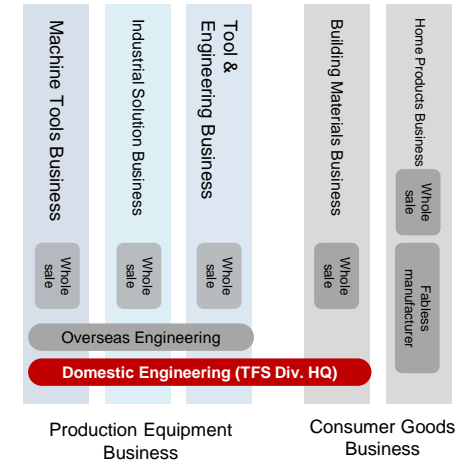 Machine Tools Business
Industrial Solution Business
Tool &
Engineering Business
Building Materials Business
Home Products Business
Whole
sale
Whole
sale
Whole
sale
Whole
sale
Whole
sale
Fabless
manufacturer
Overseas Engineering
Domestic Engineering (TFS Div. HQ)
Production Equipment
Business
Consumer Goods
Business